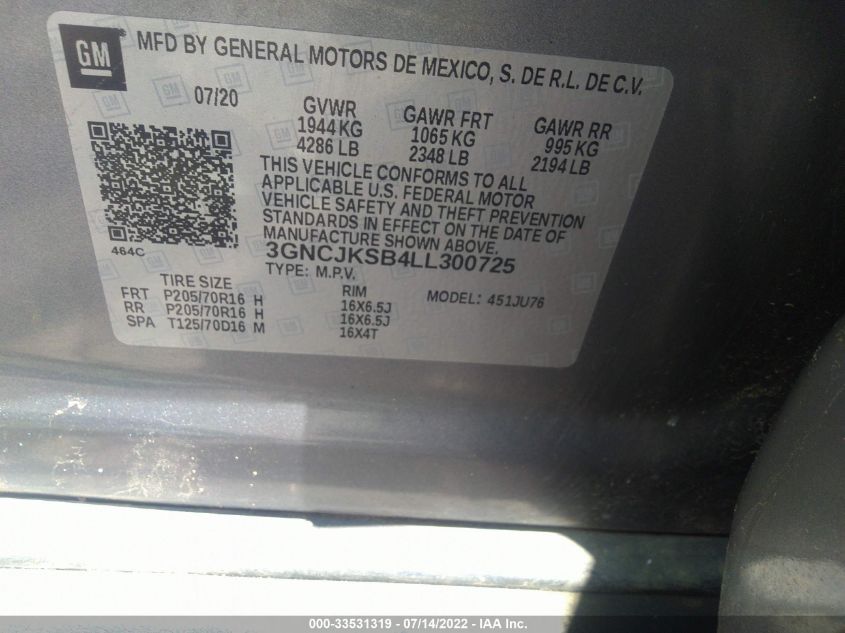 GM
MFD BY GENERAL MOTORS DE MEXICO, S. DE R.L. DE C.V.
07/20
GVWR GAWR FRT GAWR RR
1944 KG 1065 KG 995 KG
4286 LB 2348 LB 2194 LB
THIS VEHICLE CONFORMS TO ALL
APPLICABLE U.S. FEDERAL MOTOR
VEHICLE SAFETY AND THEFT PREVENTION
STANDARDS IN EFFECT ON THE DATE OF
MANUFACTURE SHOWN ABOVE.
464C
3GNCJKSB4LL300725
TYPE: M.P.V.
MODEL: 451JU76
TIRE SIZE RIM
FRT P205/70R16 H 16X6.5J
RR P205/70R16 H 16X6.5J
SPA T125/70D16 M 16X4T
000-33531319 - 07/14/2022 - IAA Inc.